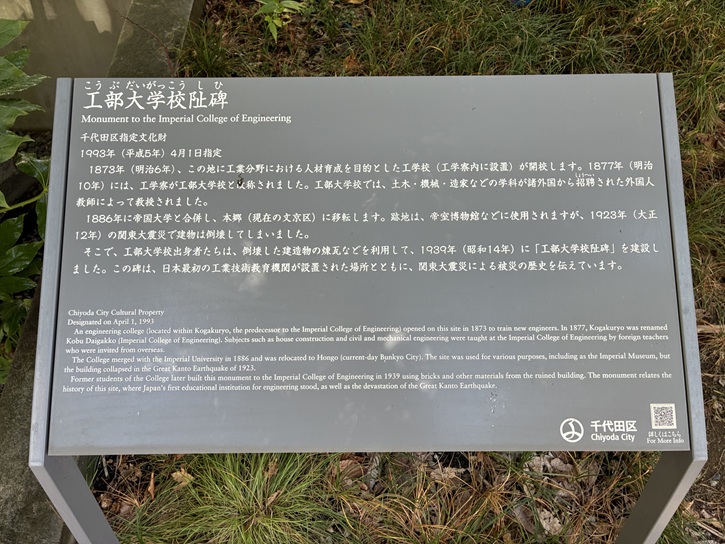 こうぶだいがっこうしひ
工部大学校阯碑
Monument to the Imperial College of Engineering
千代田区指定文化財
1993年（平成5年）4月1日指定
1873年（明治6年）、この地に工業分野における人材育成を目的とした工学校（工学寮内に設置）が開校します。1877年（明治
10年）には、工学寮が工部大学校と改称されました。工部大学校では、土木・機械・造家などの学科が諸外国から招聘された外国人
しょうへい
教師によって教授されました。
1886年に帝国大学と合併し、本郷（現在の文京区）に移転します。跡地は、帝室博物館などに使用されますが、1923年（大正
12年）の関東大震災で建物は倒壊してしまいました。
そこで、工部大学校出身者たちは、倒壊した建造物の煉瓦などを利用して、1939年（昭和14年）に「工部大学校阯碑」を建設し
ました。この碑は、日本最初の工業技術教育機関が設置された場所とともに、関東大震災による被災の歴史を伝えています。
Chiyoda City Cultural Property
Designated on April 1, 1993
An engineering college (located within Kogakuryo, the predecessor to the Imperial College of Engineering) opened on this site in 1873 to train new engineers. In 1877, Kogakuryo was renamed
Kobu Daigakko (Imperial College of Engineering). Subjects such as house construction and civil and mechanical engineering were taught at the Imperial College of Engineering by foreign teachers
who were invited from overseas.
The College merged with the Imperial University in 1886 and was relocated to Hongo (current-day Bunkyo City). The site was used for various purposes, including as the Imperial Museum, but
the building collapsed in the Great Kanto Earthquake of 1923.
Former students of the College later built this monument to the Imperial College of Engineering in 1939 using bricks and other materials from the ruined building. The monument relates the
history of this site, where Japan's first educational institution for engineering stood, as well as the devastation of the Great Kanto Earthquake.
千代田区
Chiyoda City
詳しくはこちら
For More Info